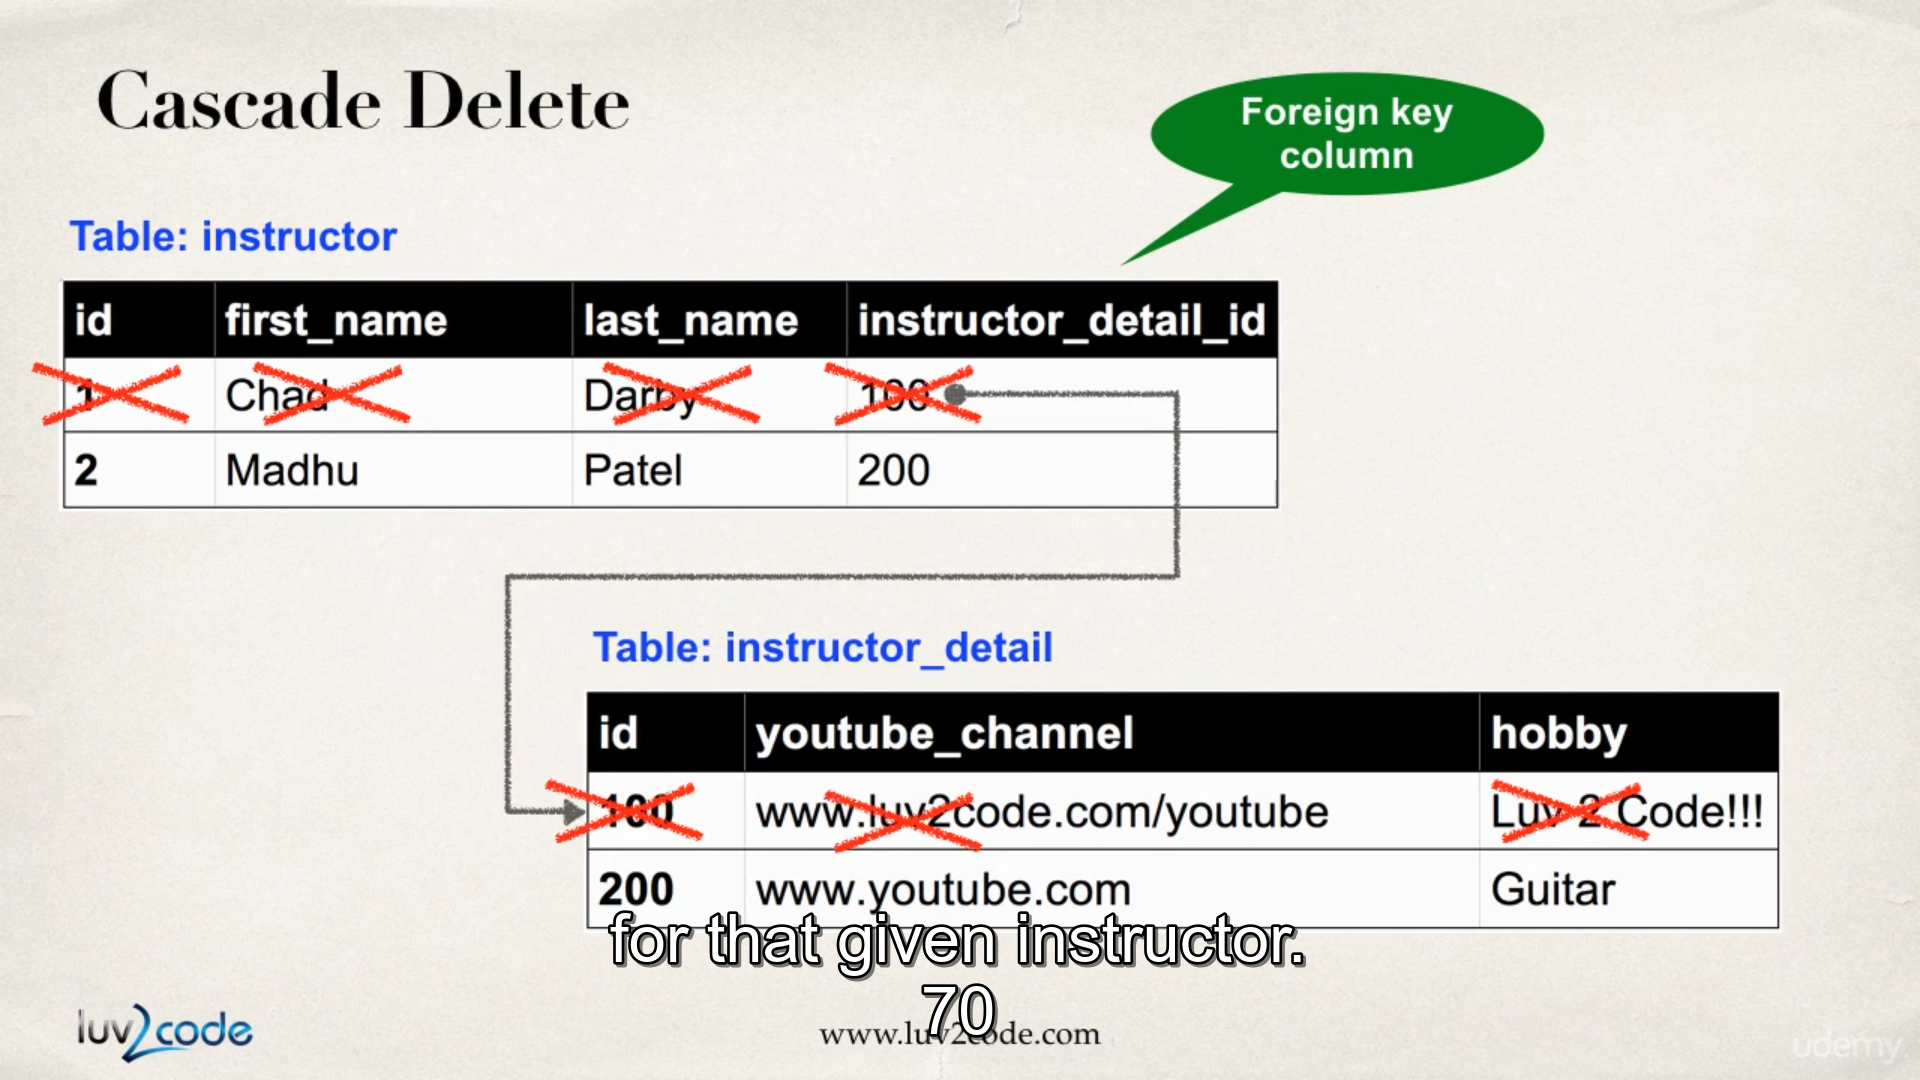 Cascade Delete
Foreign key
column
Table: instructor
id first_name last_name instructor_detail_id
1 Chad Darby 100
2 Madhu Patel 200
Table: instructor_detail
id youtube_channel hobby
100 www.luv2code.com/youtube Luv 2 Code!!!
200 www.youtube.com Guitar
for that given instructor.
70
luv2code
www.luv2code.com
udemy